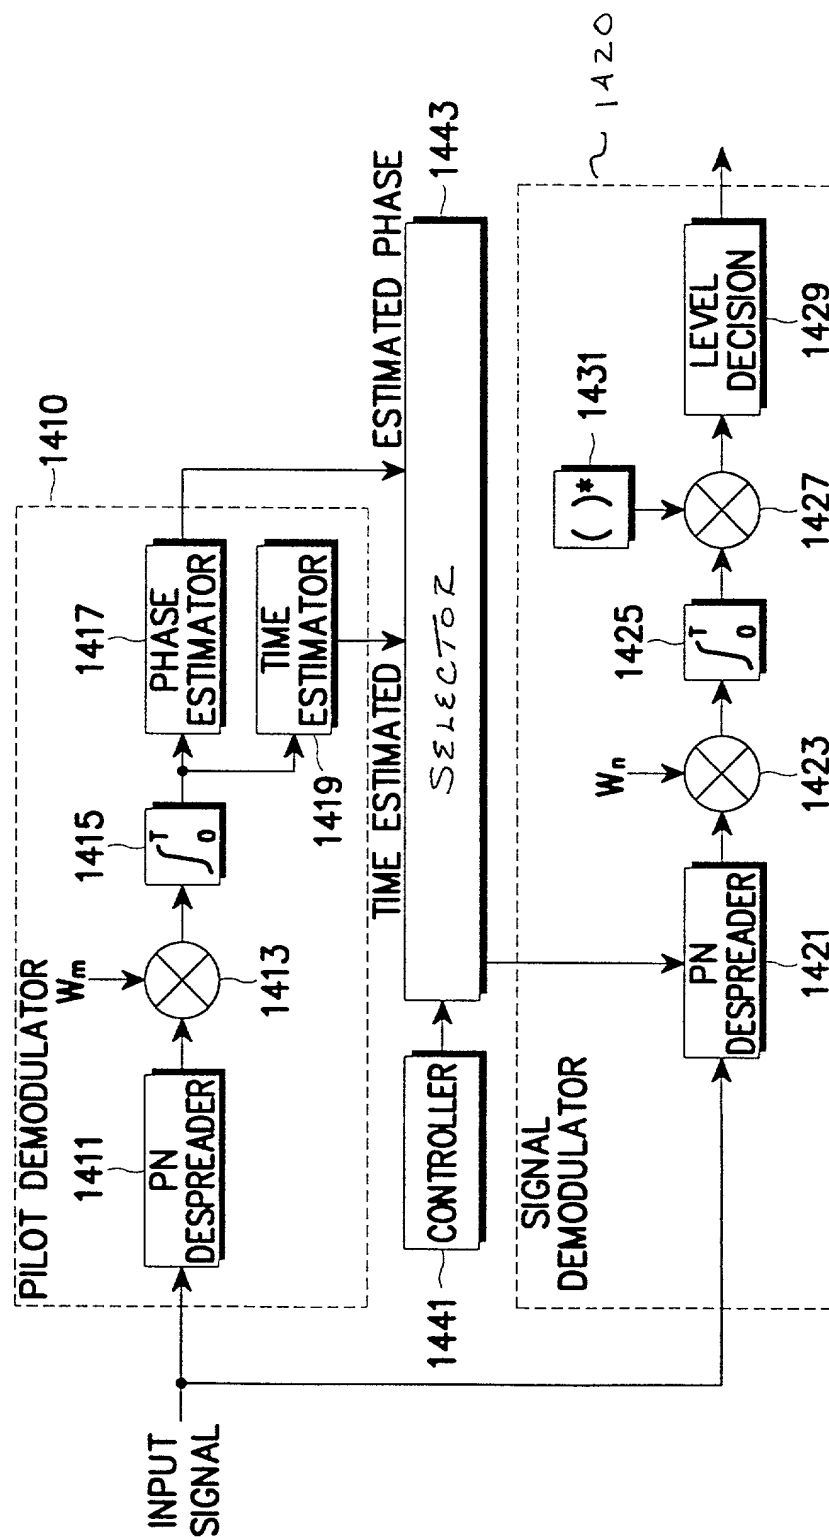 PILOT DEMODULATOR
1410
INPUT
SIGNAL
1411
PN
DESPREADER
Wm
1413
1415
∫ T 0
1417
PHASE
ESTIMATOR
TIME
ESTIMATOR
1419
TIME ESTIMATED
ESTIMATED PHASE
1441
CONTROLLER
SELECTOR
1443
SIGNAL
DEMODULATOR
1420
PN
DESPREADER
1421
Wn
1423
1425
∫ T 0
( )*
1431
1427
LEVEL
DECISION
1429